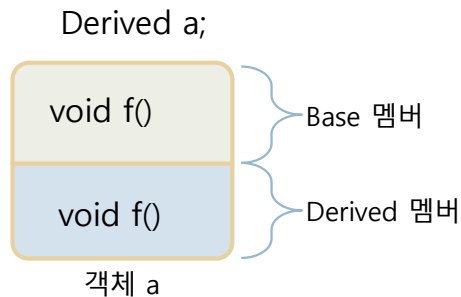 Derived a;
void f()
Base 멤버
void f()
Derived 멤버
객체 a